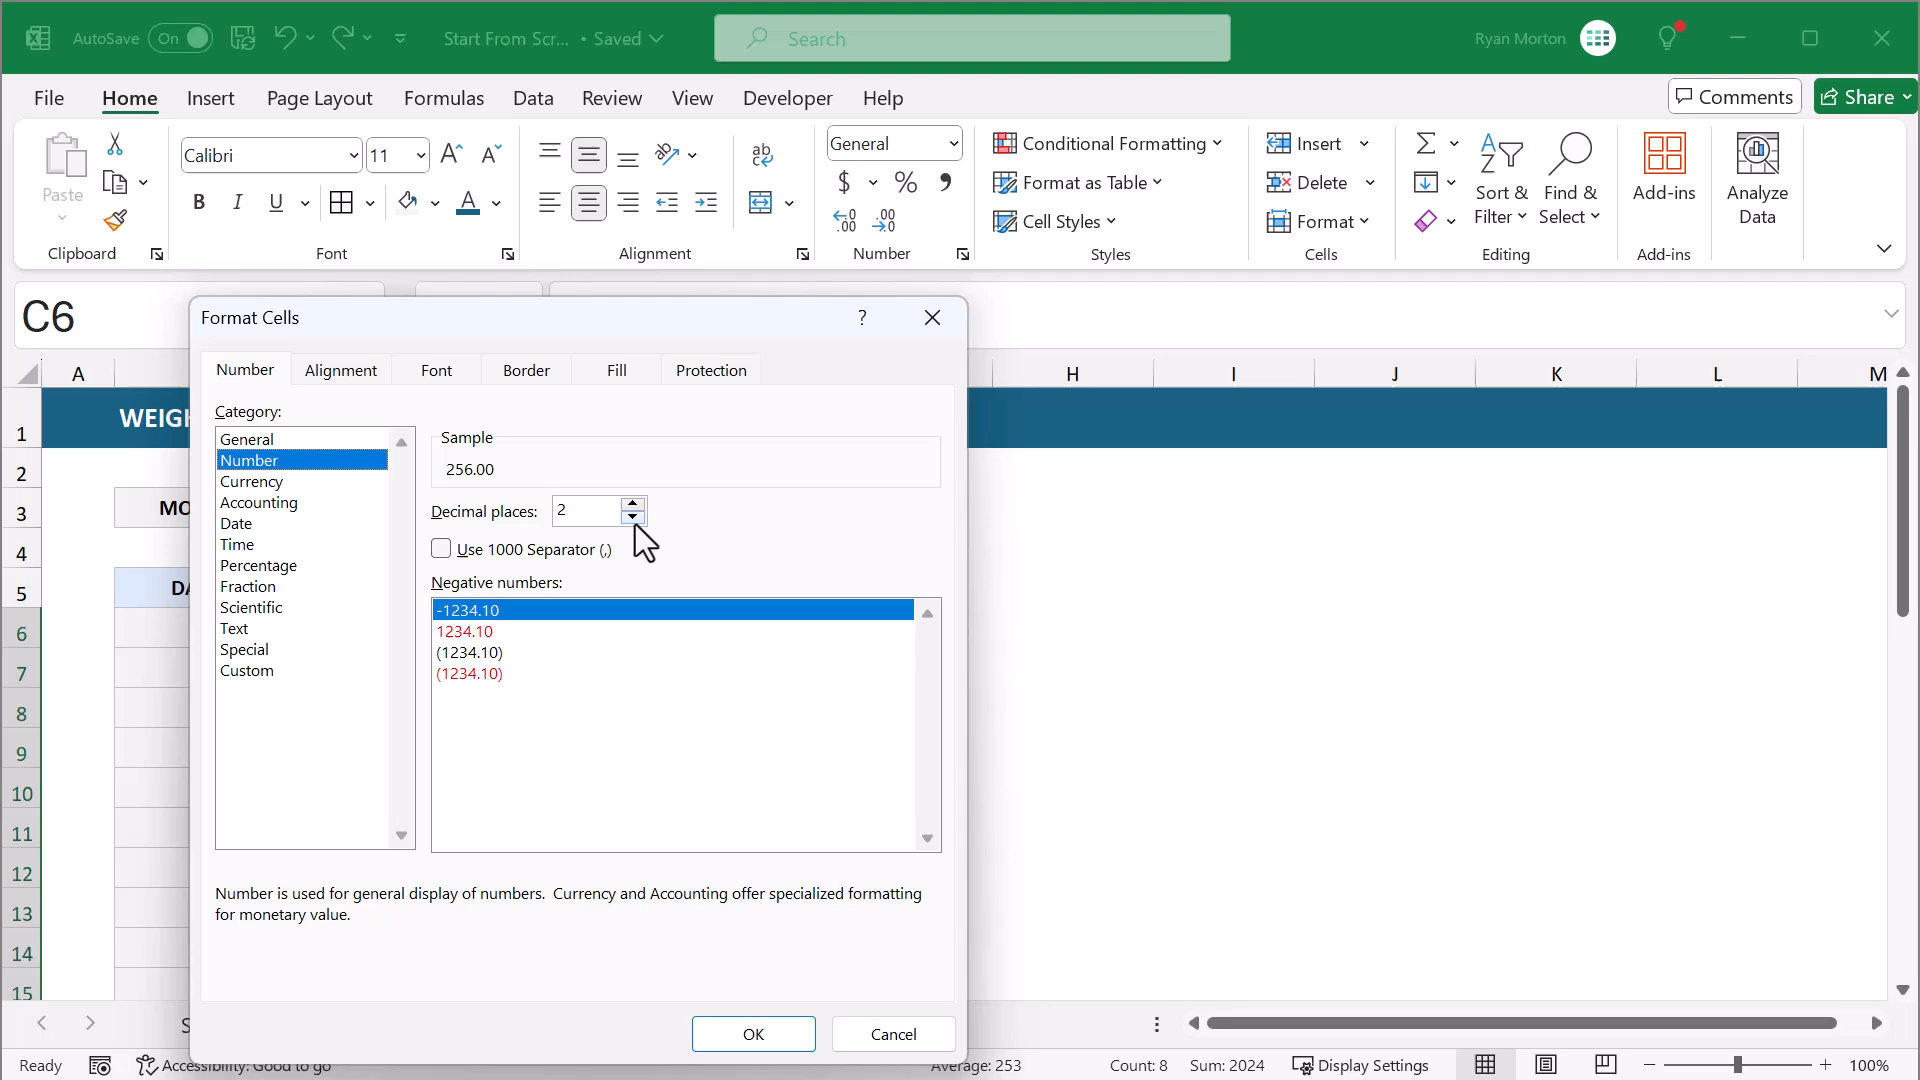 AutoSave On Start From Scr... • Saved Search Ryan Morton
File Home Insert Page Layout Formulas Data Review View Developer Help Comments Share
Paste Calibri 11 General Conditional Formatting Insert
B I U $ % , Format as Table Delete Sort & Filter Find & Select Add-ins Analyze Data
Cell Styles Format
Clipboard Font Alignment Number Styles Cells Editing Add-ins
C6
Format Cells ?
A H I J K L M
Number Alignment Font Border Fill Protection
1 WEIGH
2
3 MO
4
5 DA
6
7
8
9
10
11
12
13
14
15
Category:
General
Number
Currency
Accounting
Date
Time
Percentage
Fraction
Scientific
Text
Special
Custom
Sample
256.00
Decimal places: 2
Use 1000 Separator (,)
Negative numbers:
-1234.10
1234.10
(1234.10)
(1234.10)
Number is used for general display of numbers. Currency and Accounting offer specialized formatting
for monetary value.
OK Cancel
Ready Accessibility: Good to go Average: 253 Count: 8 Sum: 2024 Display Settings 100%